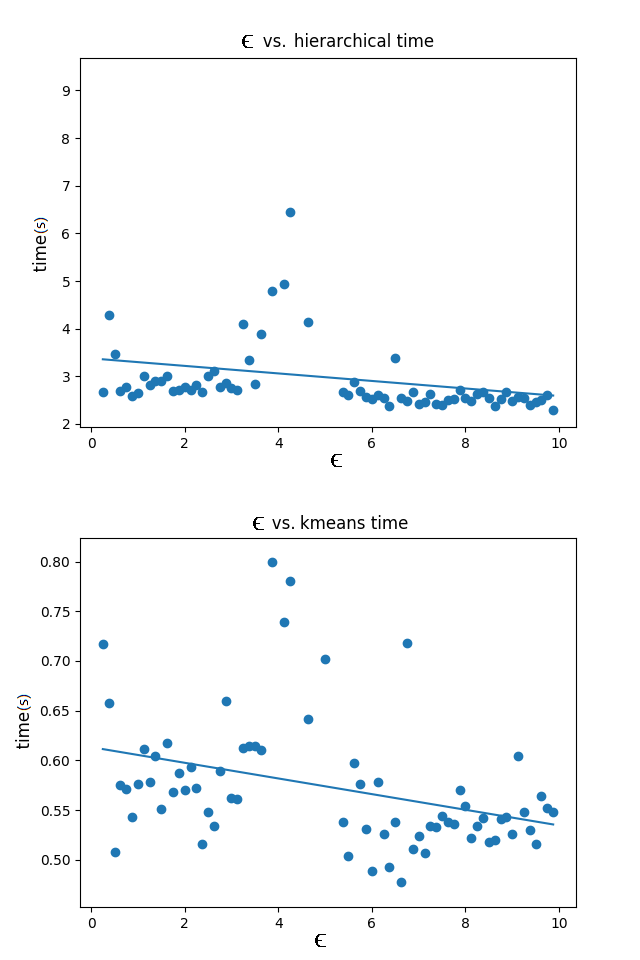 ϵ vs. hierarchical time
9
8
7
6
5
4
3
2
time(s)
0 2 4 6 8 10
ϵ
ϵ vs. kmeans time
0.80
0.75
0.70
0.65
0.60
0.55
0.50
time(s)
0 2 4 6 8 10
ϵ